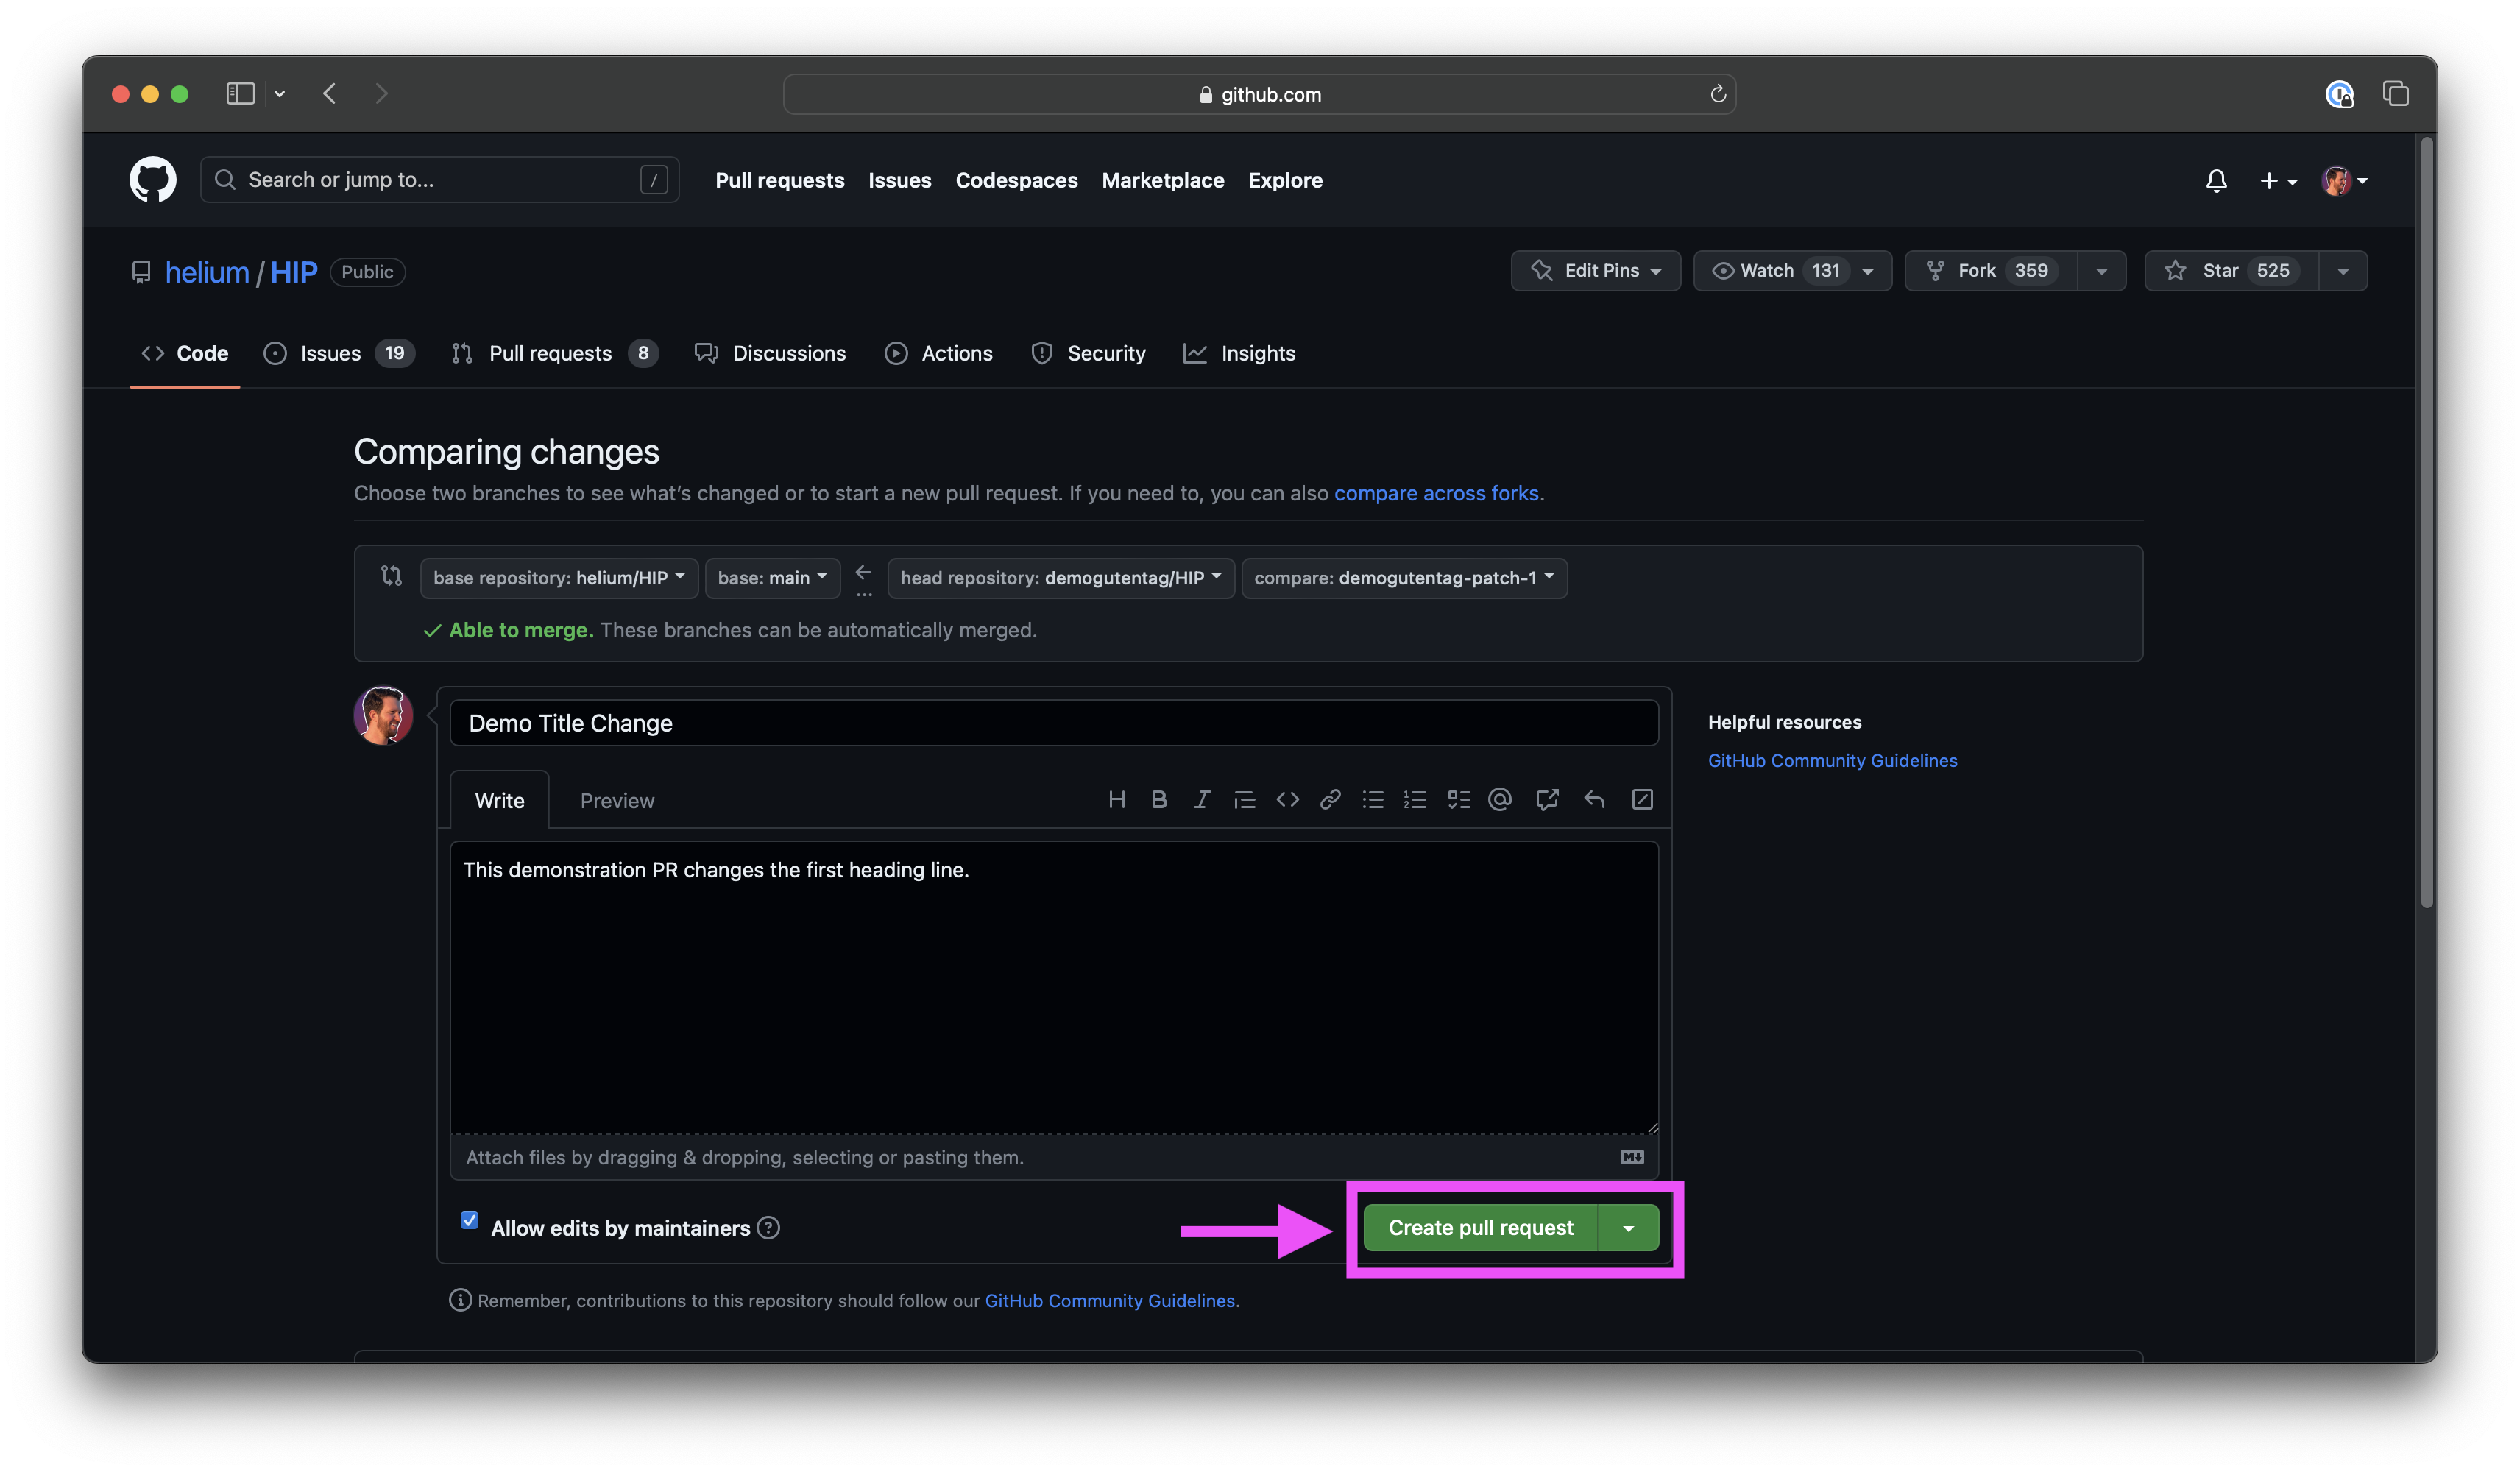 github.com
Search or jump to... /
Pull requests Issues Codespaces Marketplace Explore
helium / HIP Public
Edit Pins Watch 131 Fork 359 Star 525
Code Issues 19 Pull requests 8 Discussions Actions Security Insights
Comparing changes
Choose two branches to see what’s changed or to start a new pull request. If you need to, you can also compare across forks.
base repository: helium/HIP base: main ... head repository: demogutentag/HIP compare: demogutentag-patch-1
Able to merge. These branches can be automatically merged.
Demo Title Change
Helpful resources
GitHub Community Guidelines
Write Preview
This demonstration PR changes the first heading line.
Attach files by dragging & dropping, selecting or pasting them.
Allow edits by maintainers
Create pull request
Remember, contributions to this repository should follow our GitHub Community Guidelines.